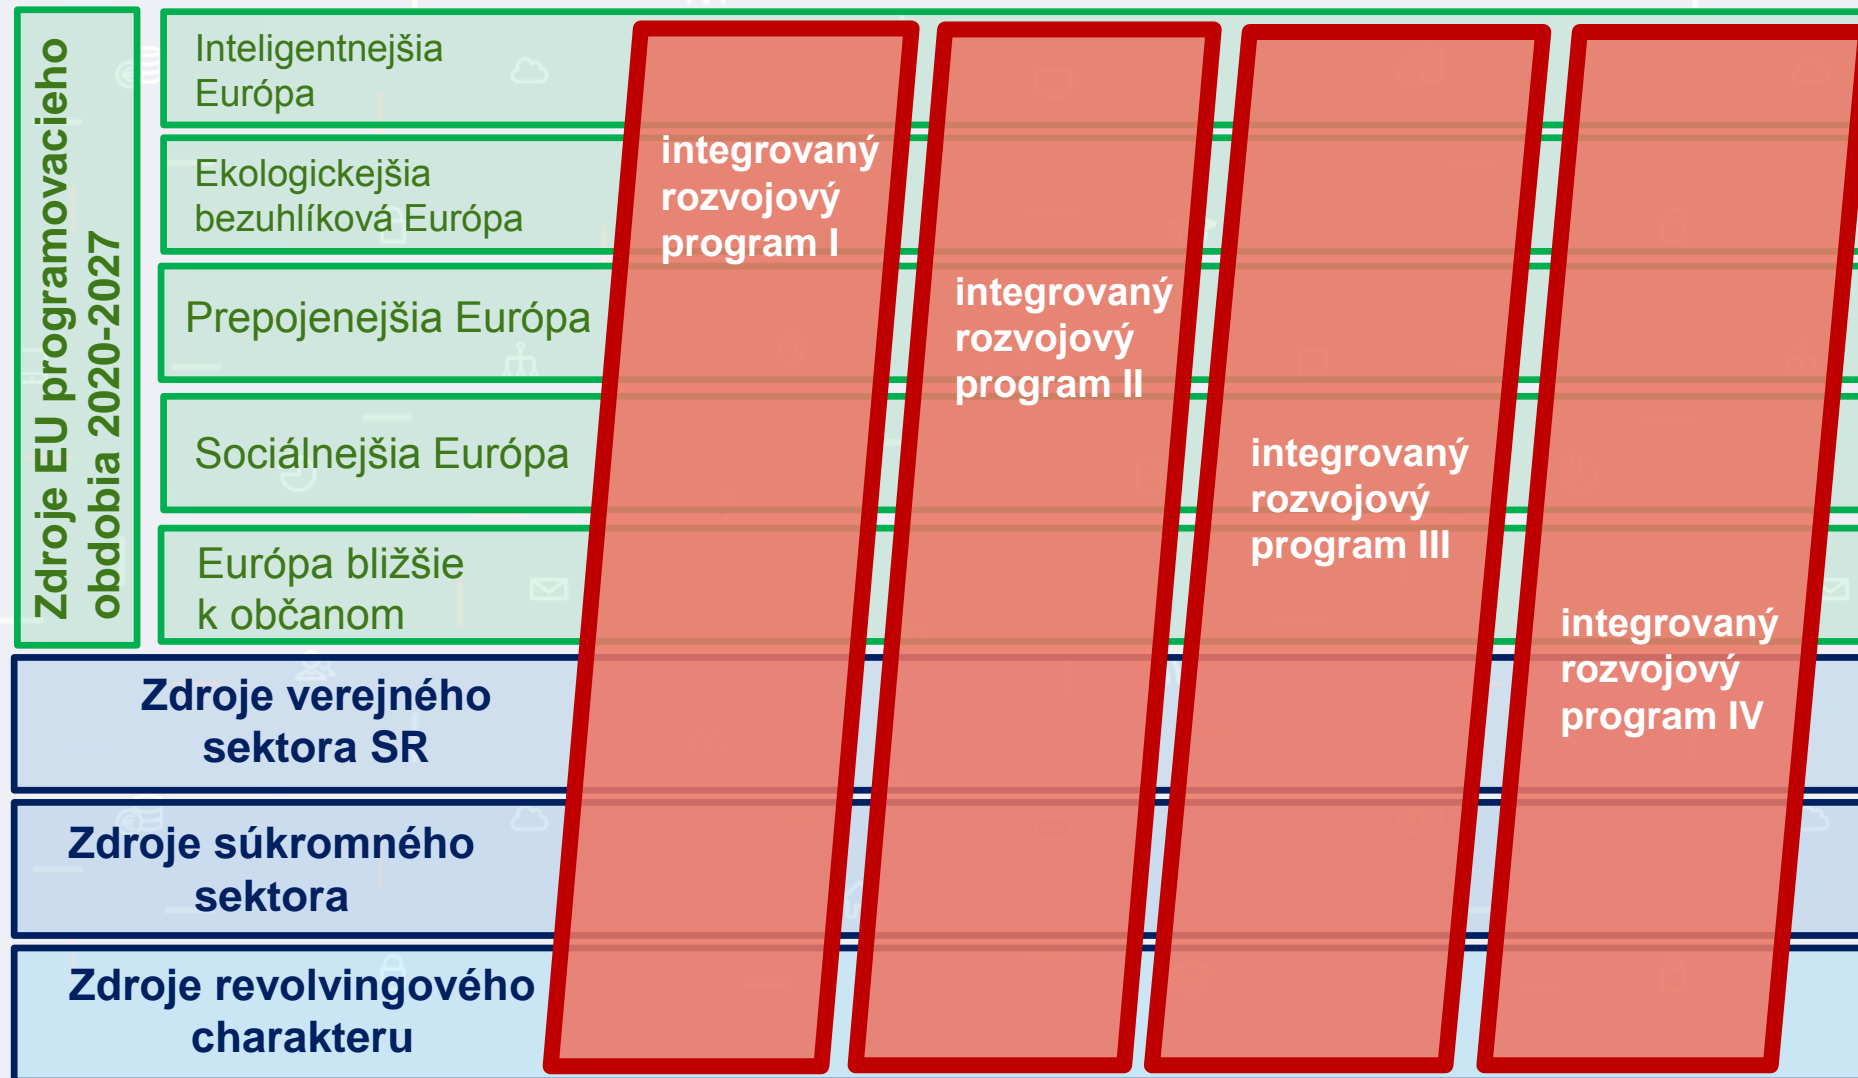 Zdroje EU programovacieho
obdobia 2020-2027
Inteligentnejšia
Európa
Ekologickejšia
bezuhlíková Európa
Prepojenejšia Európa
Sociálnejšia Európa
Európa bližšie
k občanom
Zdroje verejného
sektora SR
Zdroje súkromného
sektora
Zdroje revolvingového
charakteru
integrovaný
rozvojový
program I
integrovaný
rozvojový
program II
integrovaný
rozvojový
program III
integrovaný
rozvojový
program IV